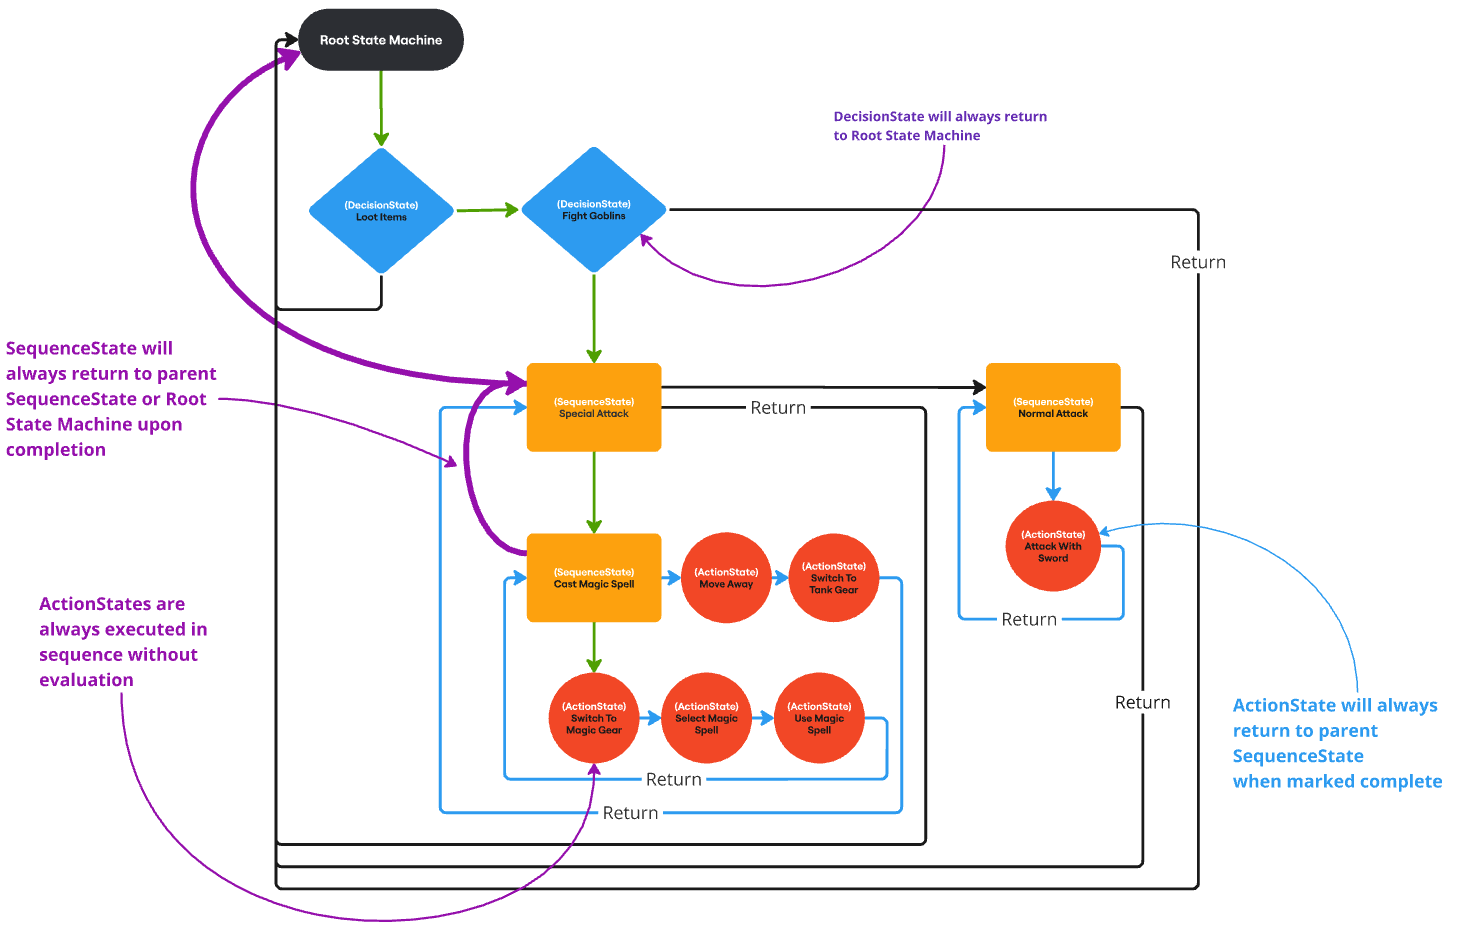 Root State Machine
DecisionState will always return
to Root State Machine
(DecisionState)
Loot Items
(DecisionState)
Fight Goblins
Return
SequenceState will
always return to parent
SequenceState or Root
State Machine upon
completion
(SequenceState)
Special Attack
Return
(SequenceState)
Normal Attack
(ActionState)
Attack With
Sword
Return
(SequenceState)
Cast Magic Spell
(ActionState)
Move Away
(ActionState)
Switch To
Tank Gear
ActionStates are
always executed in
sequence without
evaluation
(ActionState)
Switch To
Magic Gear
(ActionState)
Select Magic
Spell
(ActionState)
Use Magic
Spell
Return
Return
Return
ActionState will always
return to parent
SequenceState
when marked complete